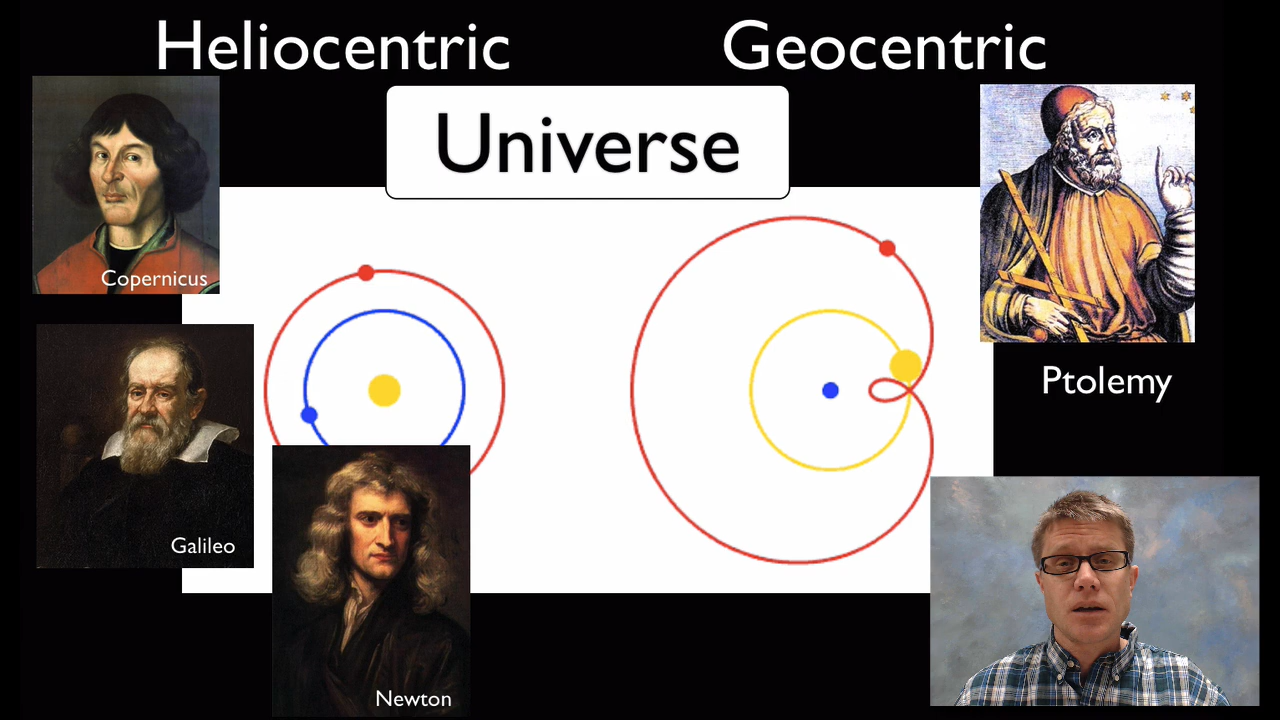 Heliocentric
Geocentric
Universe
Copernicus
Ptolemy
Galileo
Newton